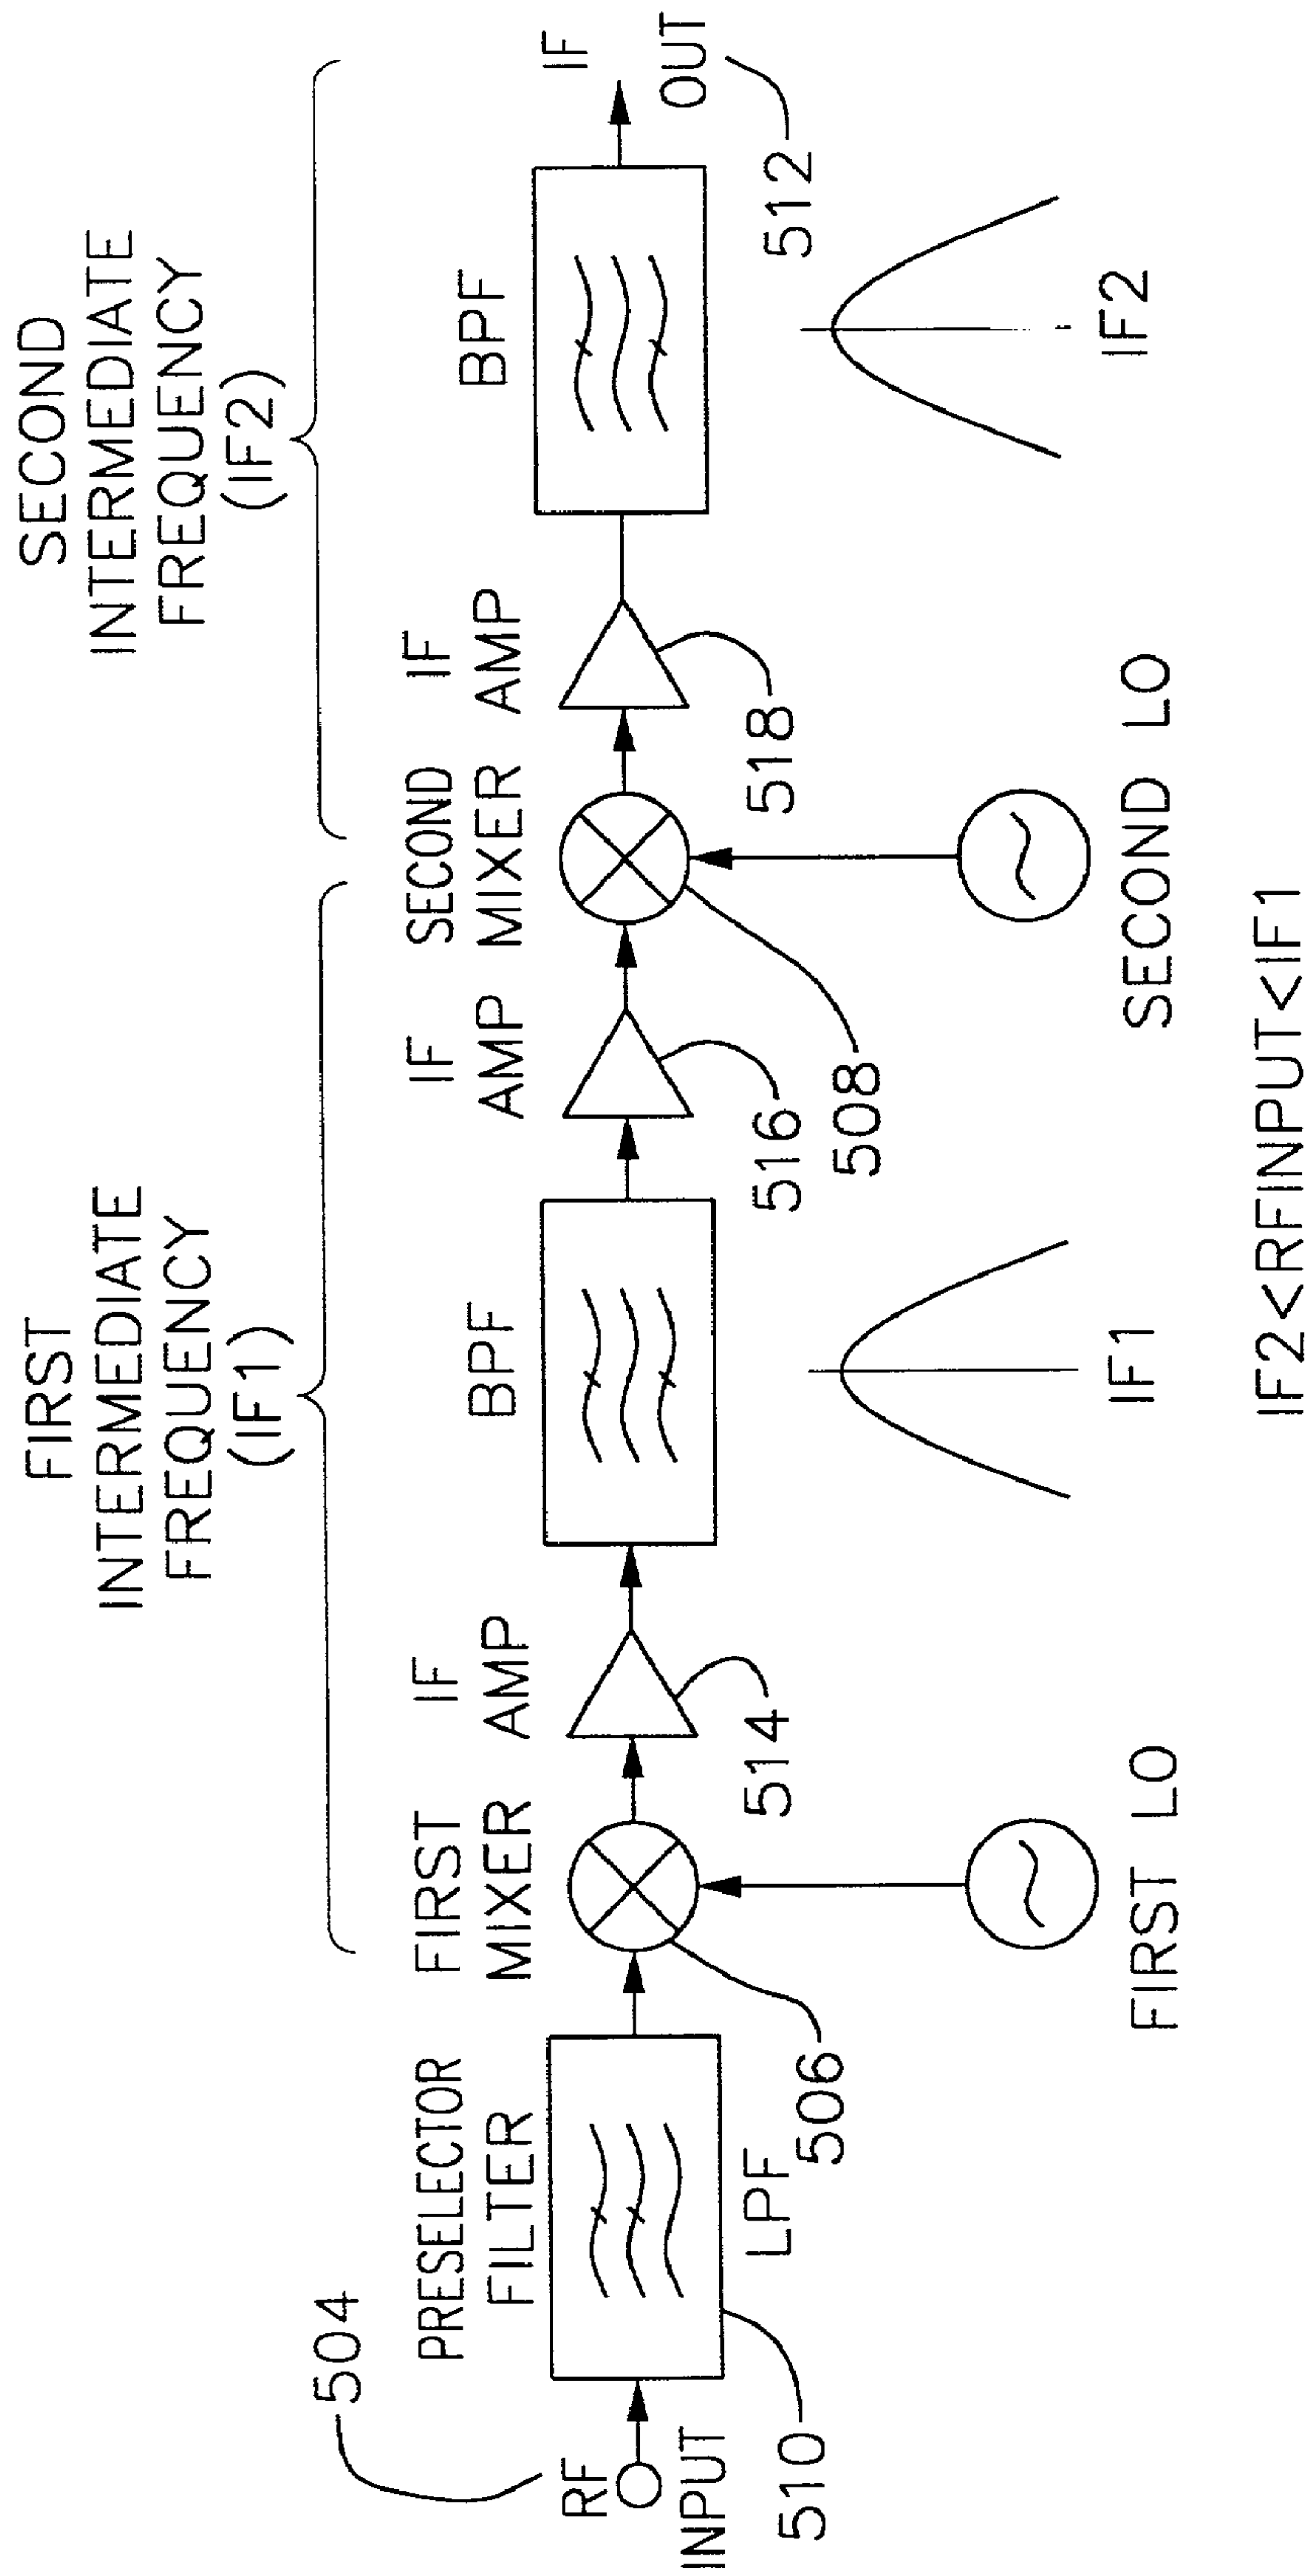 FIRST
INTERMEDIATE
FREQUENCY
(IF1)
SECOND
INTERMEDIATE
FREQUENCY
(IF2)
504
RF
INPUT
PRESELECTOR
FILTER
LPF
510
FIRST
MIXER
506
FIRST LO
IF
AMP
514
BPF
IF1
IF
AMP
516
SECOND
MIXER
508
SECOND LO
IF
AMP
518
BPF
IF2
IF
OUT
512
IF2<RFINPUT<IF1